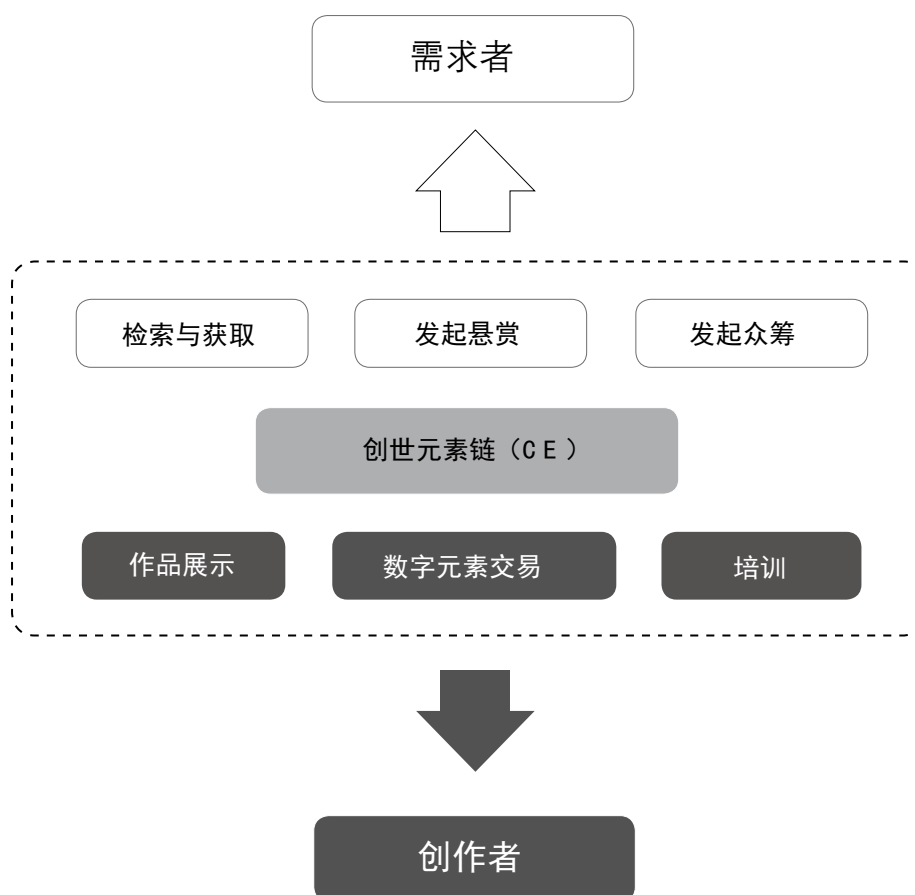 需求者
检索与获取
发起悬赏
发起众筹
创世元素链（CE）
作品展示
数字元素交易
培训
创作者